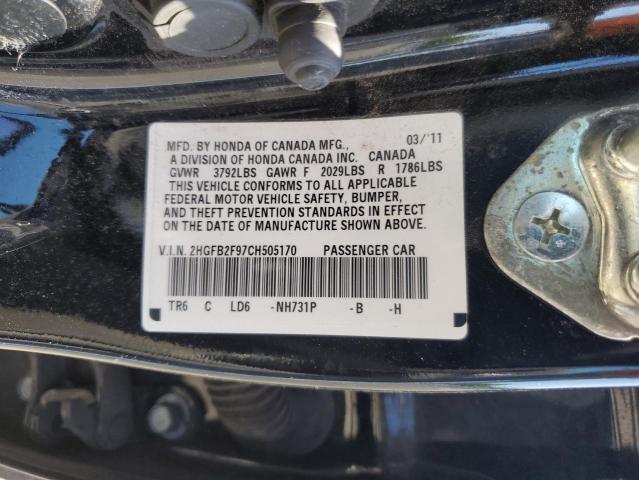 MFD. BY HONDA OF CANADA MFG., 03/'11
A DIVISION OF HONDA CANADA INC. CANADA
GVWR 3792LBS GAWR F 2029LBS R 1786LBS
THIS VEHICLE CONFORMS TO ALL APPLICABLE
FEDERAL MOTOR VEHICLE SAFETY, BUMPER,
AND THEFT PREVENTION STANDARDS IN EFFECT
ON THE DATE OF MANUFACTURE SHOWN ABOVE.
V.I.N. 2HGFB2F97CH505170 PASSENGER CAR
TR6 C LD6 -NH731P -B -H